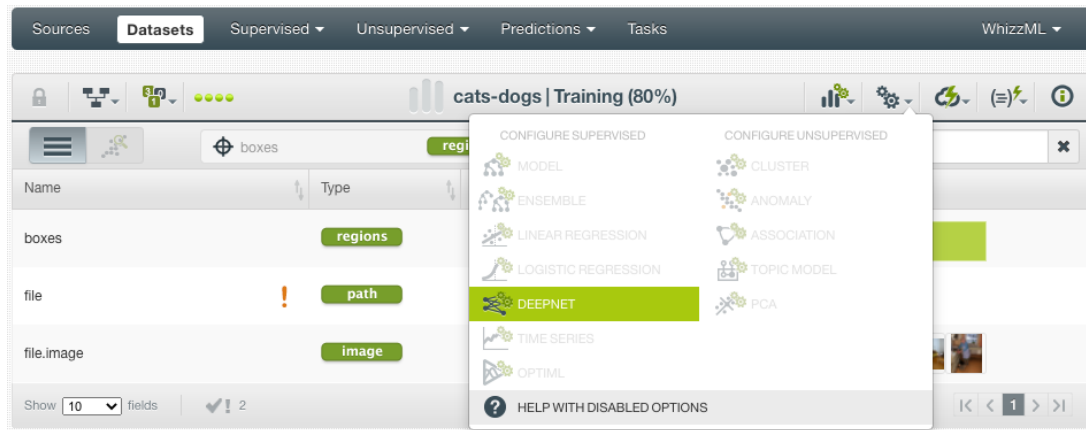 Sources Datasets Supervised Unsupervised Predictions Tasks WhizzML
cats-dogs | Training (80%)
boxes
CONFIGURE SUPERVISED CONFIGURE UNSUPERVISED
MODEL CLUSTER
ENSEMBLE ANOMALY
LINEAR REGRESSION ASSOCIATION
LOGISTIC REGRESSION TOPIC MODEL
DEEPNET PCA
TIME SERIES
OPTIML
HELP WITH DISABLED OPTIONS
Name Type
boxes regions
file path
file.image image
Show 10 fields 2 1